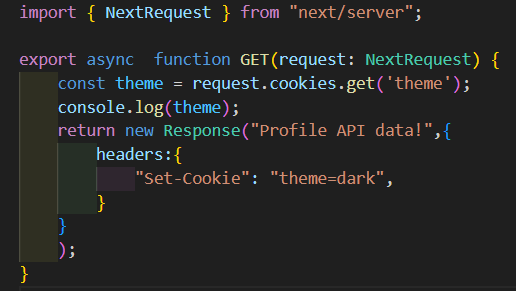 import { NextRequest } from "next/server";
export async  function GET(request: NextRequest) {
const theme = request.cookies.get('theme');
console.log(theme);
return new Response("Profile API data!",{
headers:{
"Set-Cookie": "theme=dark",
}
}
);
}